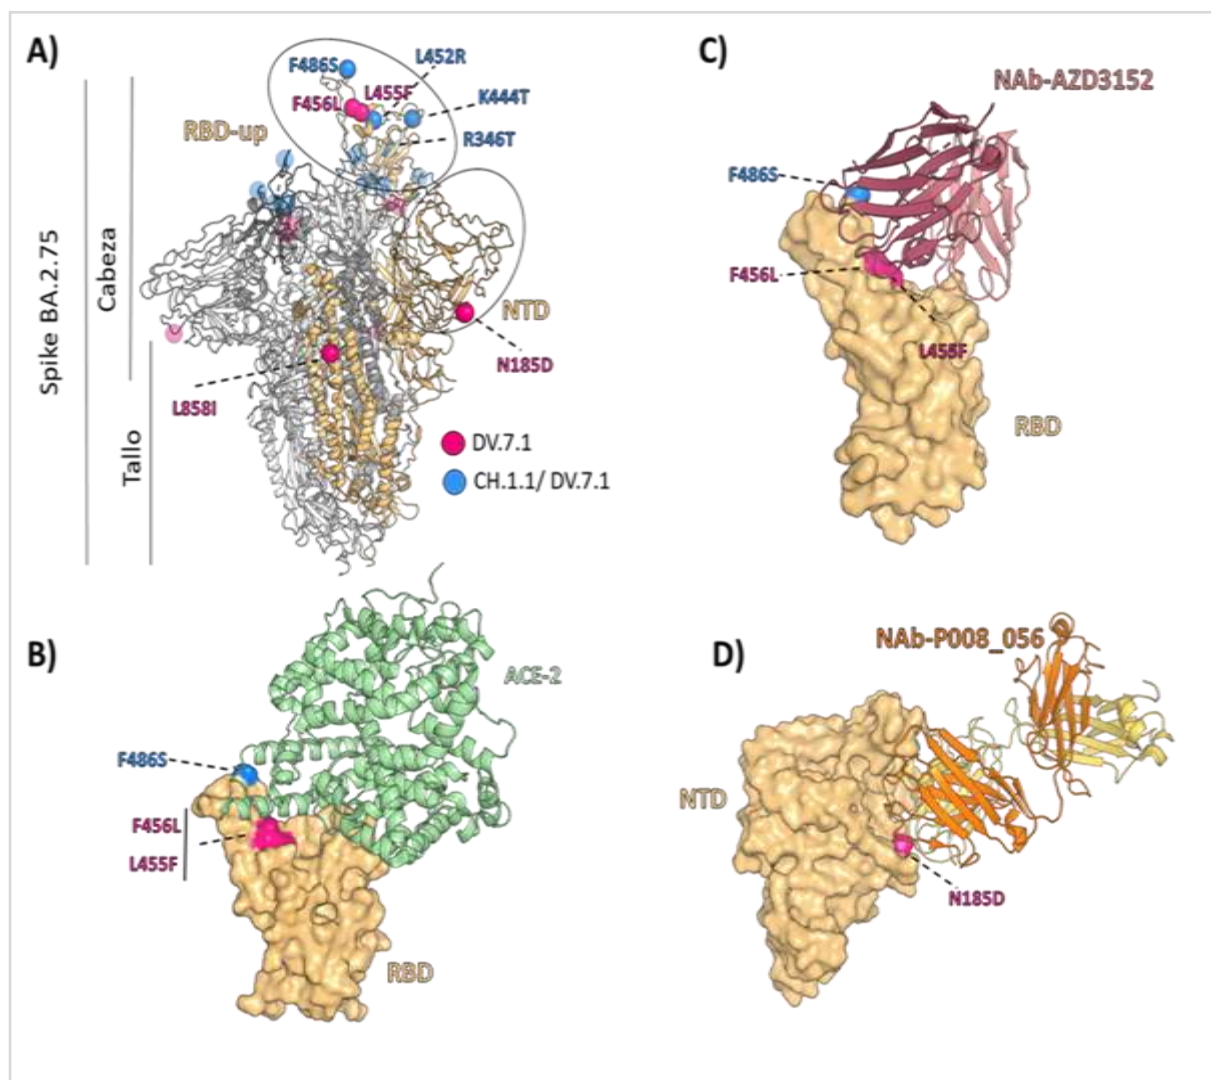 A)
F486S
L452R
F456L
L455F
K444T
RBD-up
R346T
Spike BA.2.75
Cabeza
Tallo
NTD
N185D
L858I
DV.7.1
CH.1.1/ DV.7.1
B)
ACE-2
F486S
F456L
L455F
RBD
C)
NAb-AZD3152
F486S
F456L
L455F
RBD
D)
NAb-P008_056
NTD
N185D